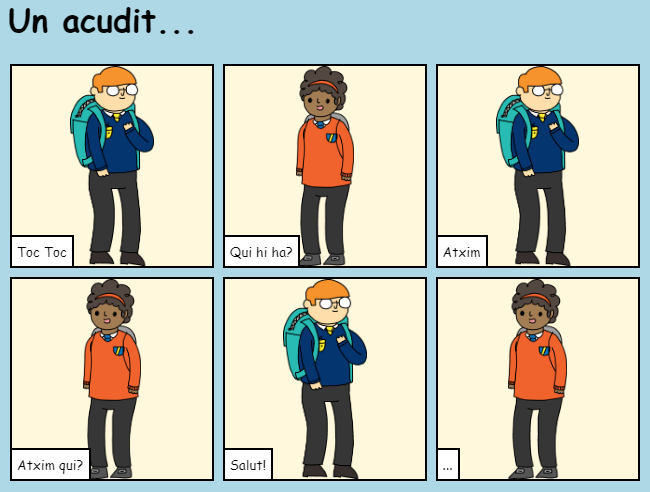 Un acudit...
Toc Toc
Qui hi ha?
Atxim
Atxim qui?
Salut!
...